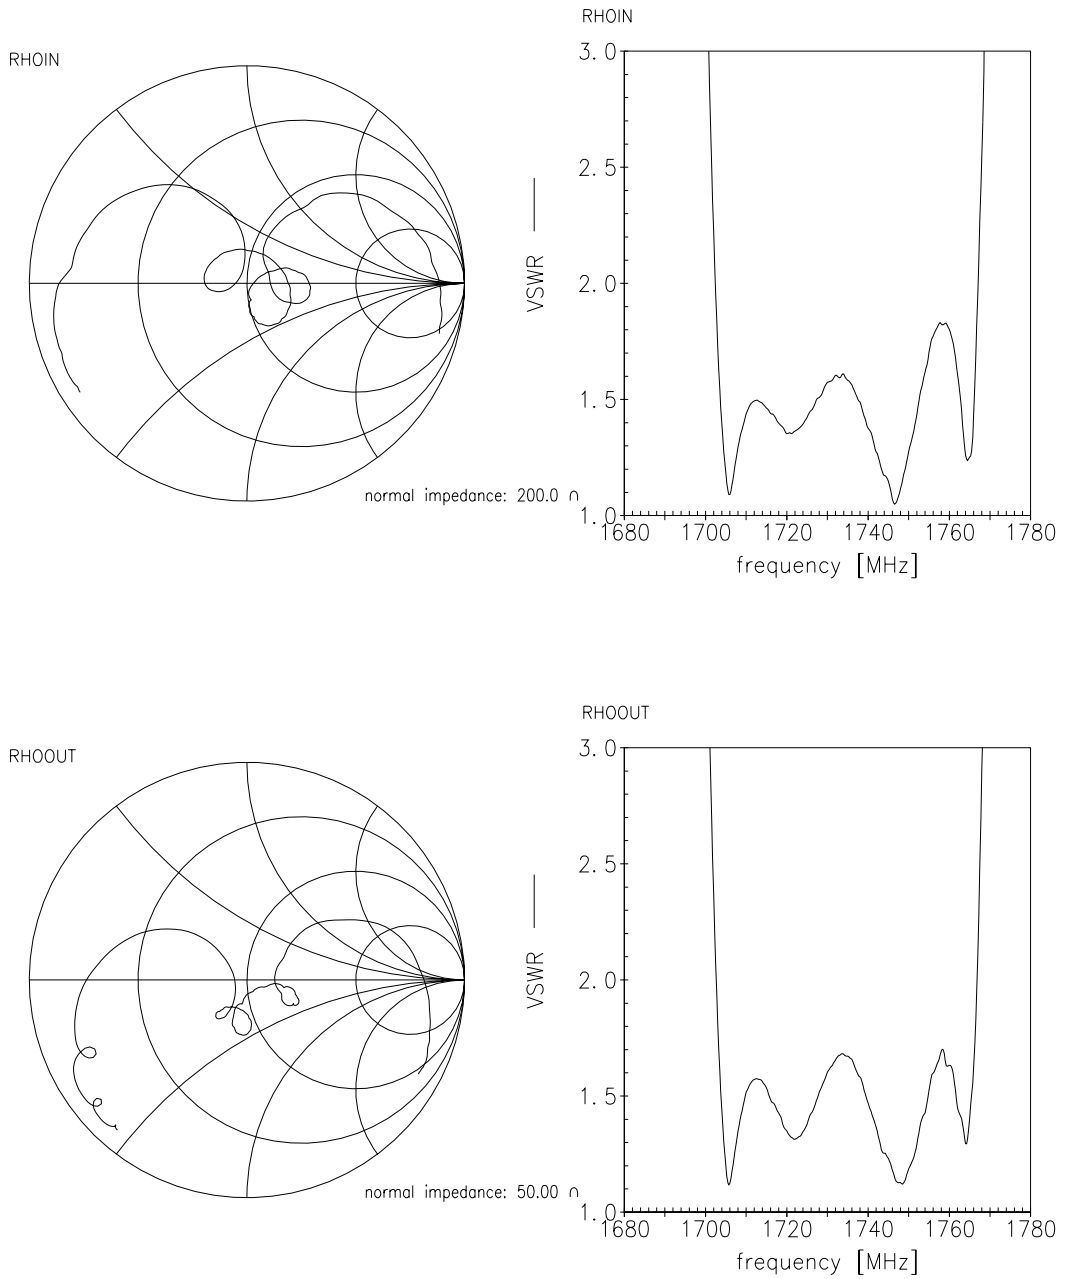 RHOIN
RHOIN
3.0
2.5
2.0
1.5
1.0
VSWR
1680 1700 1720 1740 1760 1780
frequency [MHz]
normal impedance: 200.0 Ω
RHOOUT
RHOOUT
3.0
2.5
2.0
1.5
1.0
VSWR
1680 1700 1720 1740 1760 1780
frequency [MHz]
normal impedance: 50.00 Ω